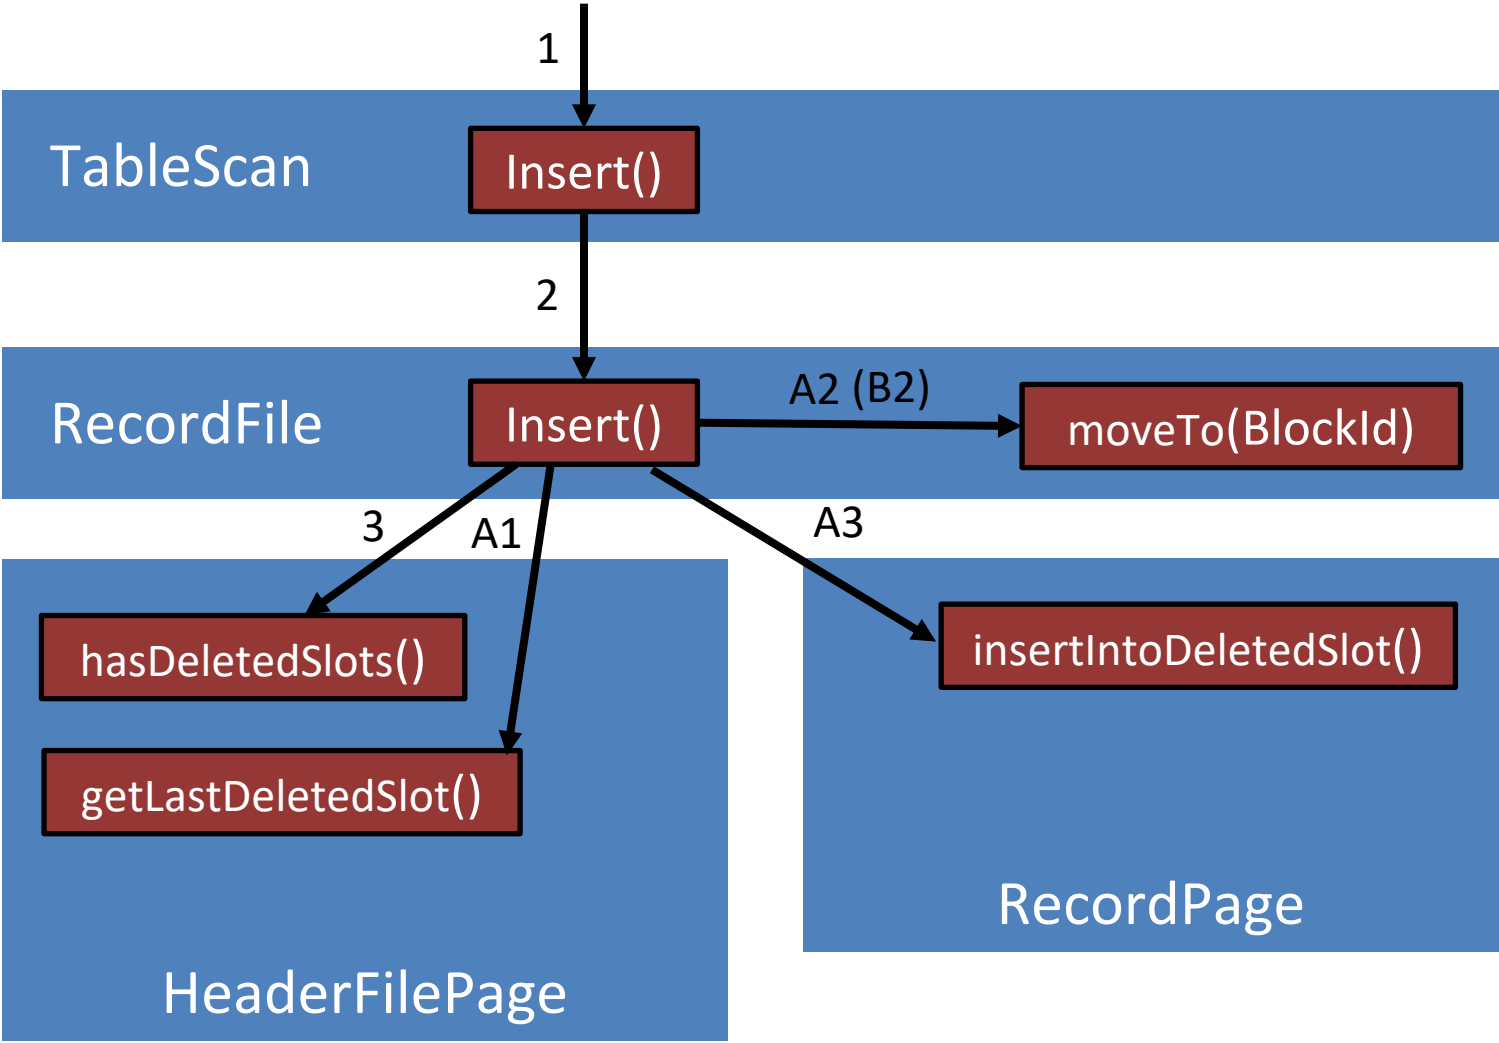 1
TableScan
Insert()
2
RecordFile
Insert()
A2 (B2)
moveTo(BlockId)
3
A1
A3
hasDeletedSlots()
insertIntoDeletedSlot()
getLastDeletedSlot()
RecordPage
HeaderFilePage